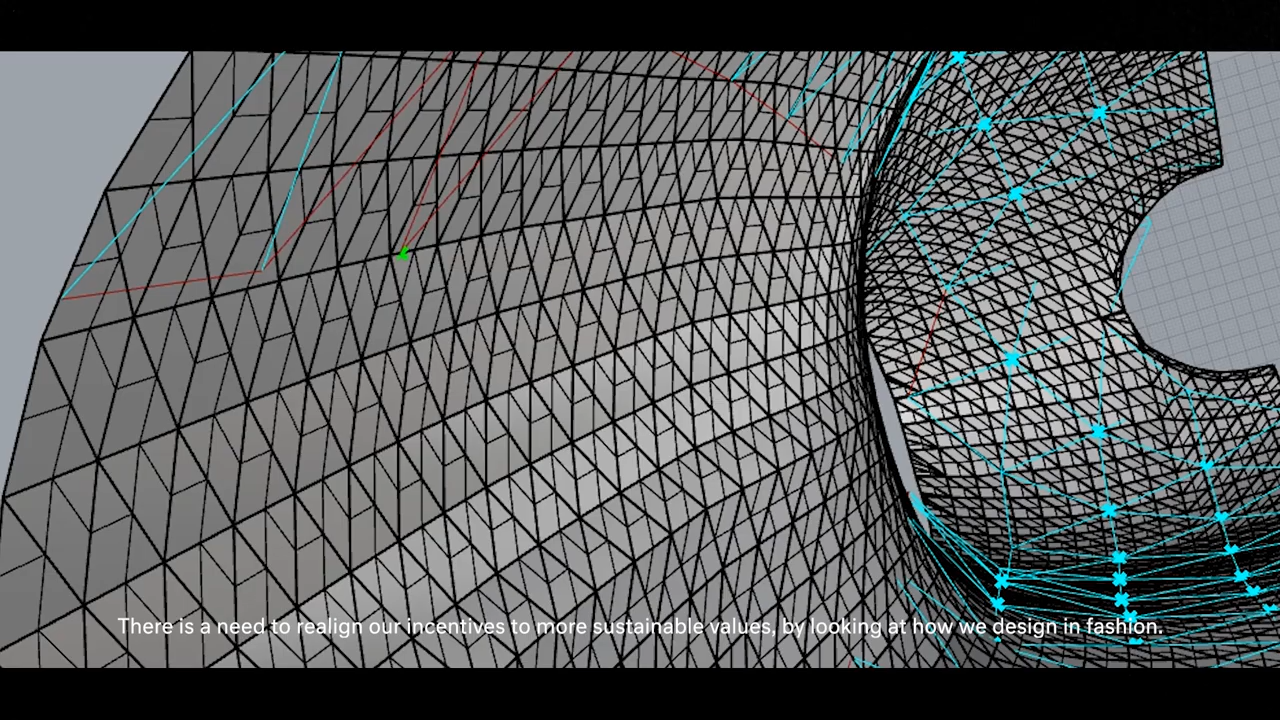 There is a need to realign our incentives to more sustainable values, by looking at how we design in fashion.